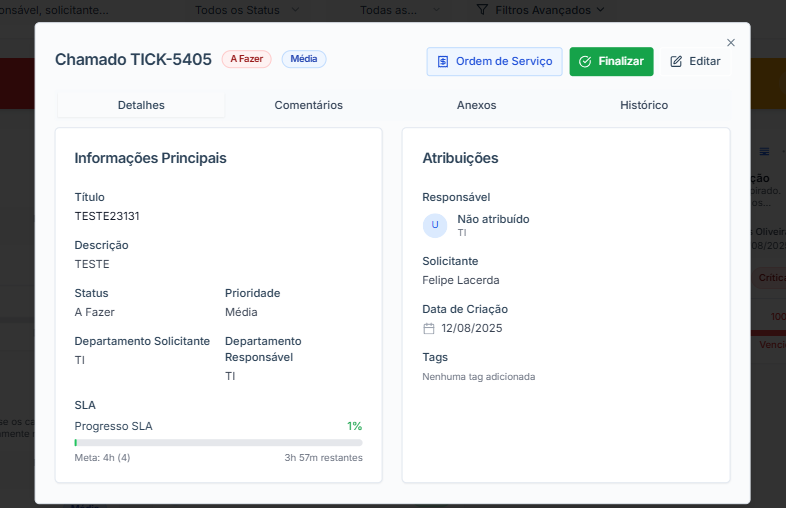 Todos os Status
Todas as...
Filtros Avançados
Chamado TICK-5405
A Fazer
Média
Ordem de Serviço
Finalizar
Editar
Detalhes
Comentários
Anexos
Histórico
Informações Principais
Título
TESTE23131
Descrição
TESTE
Status
Prioridade
A Fazer
Média
Departamento Solicitante
Departamento
Responsável
TI
TI
SLA
Progresso SLA
1%
Meta: 4h (4)
3h 57m restantes
Atribuições
Responsável
U
Não atribuído
TI
Solicitante
Felipe Lacerda
Data de Criação
12/08/2025
Tags
Nenhuma tag adicionada